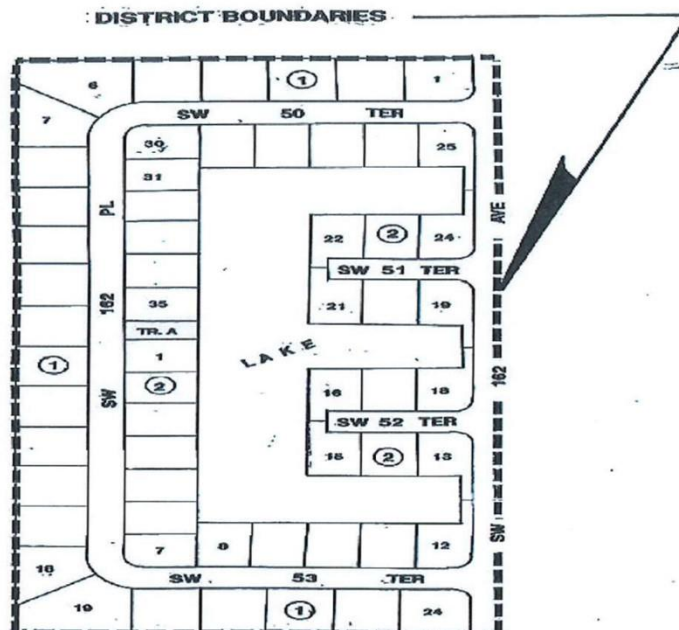 DISTRICT BOUNDARIES
6 1 1
7
SW 50 TER
30 25
31
SW 162 PL
22 2 24
SW 51 TER
21 19
35
TR. A
1
LAKE
1
2
16 18
SW 52 TER
15 2 13
SW 162 AVE
7 8 12
18
SW 53 TER
19 1 24